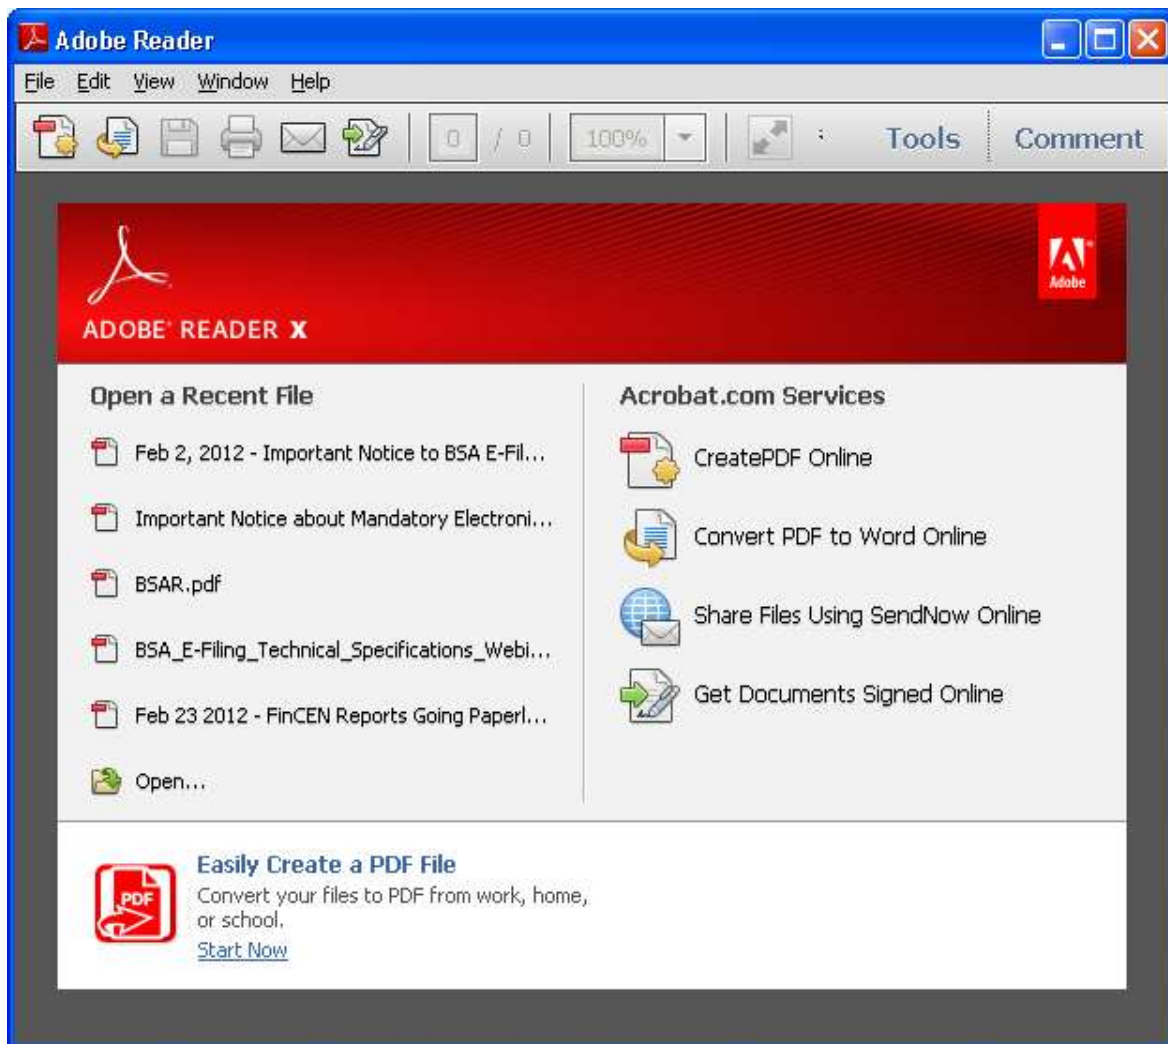 Adobe Reader
File Edit View Window Help
0 / 0 100% Tools Comment
Adobe
ADOBE® READER X
Open a Recent File
Feb 2, 2012 - Important Notice to BSA E-Fil...
Important Notice about Mandatory Electroni...
BSAR.pdf
BSA_E-Filing_Technical_Specifications_Webi...
Feb 23 2012 - FinCEN Reports Going Paperl...
Open...
Acrobat.com Services
CreatePDF Online
Convert PDF to Word Online
Share Files Using SendNow Online
Get Documents Signed Online
PDF
Easily Create a PDF File
Convert your files to PDF from work, home,
or school.
Start Now